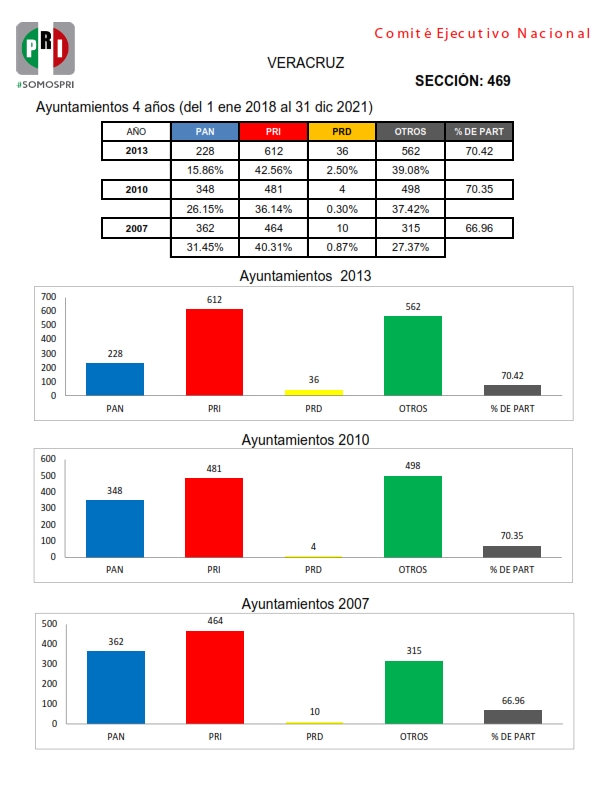 Comité Ejecutivo Nacional
PRI
#SOMOSPRI
VERACRUZ
SECCIÓN: 469
Ayuntamientos 4 años (del 1 ene 2018 al 31 dic 2021)
AÑO PAN PRI PRD OTROS % DE PART
2013 228 612 36 562 70.42
15.86% 42.56% 2.50% 39.08%
2010 348 481 4 498 70.35
26.15% 36.14% 0.30% 37.42%
2007 362 464 10 315 66.96
31.45% 40.31% 0.87% 27.37%
Ayuntamientos 2013
700
600
500
400
300
200
100
0
228
612
36
562
70.42
PAN PRI PRD OTROS % DE PART
Ayuntamientos 2010
600
500
400
300
200
100
0
348
481
4
498
70.35
PAN PRI PRD OTROS % DE PART
Ayuntamientos 2007
500
400
300
200
100
0
362
464
10
315
66.96
PAN PRI PRD OTROS % DE PART